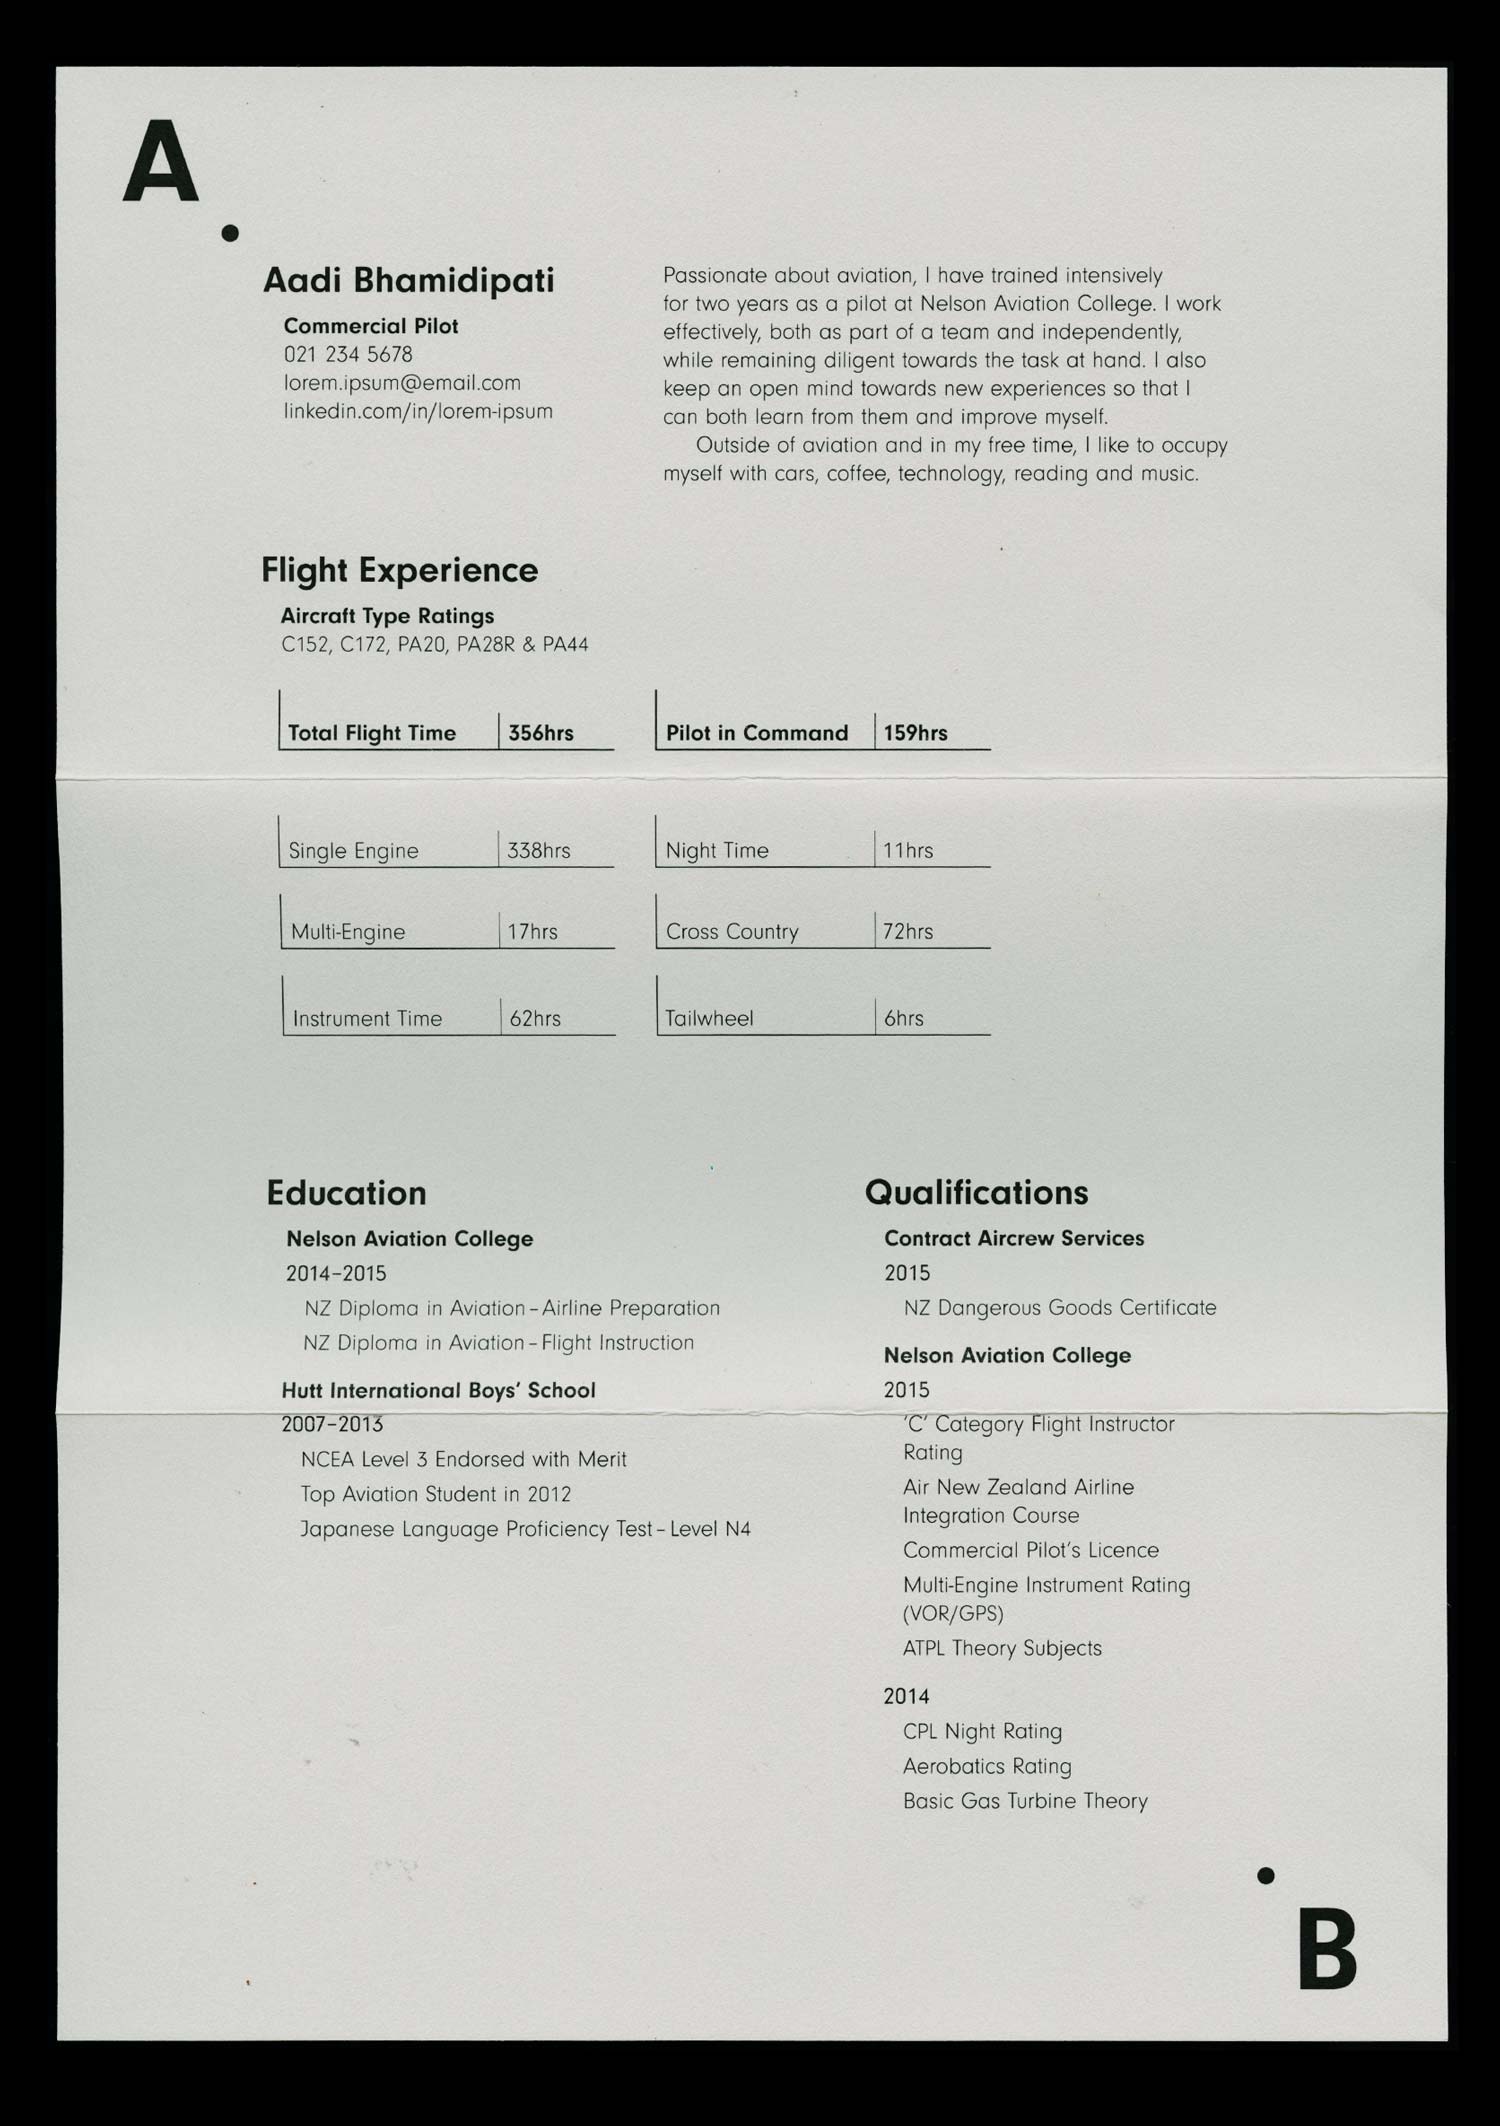 A
.
Aadi Bhamidipati
Commercial Pilot
021 234 5678
lorem.ipsum@email.com
linkedin.com/in/lorem-ipsum
Passionate about aviation, I have trained intensively
for two years as a pilot at Nelson Aviation College. I work
effectively, both as part of a team and independently,
while remaining diligent towards the task at hand. I also
keep an open mind towards new experiences so that I
can both learn from them and improve myself.
Outside of aviation and in my free time, I like to occupy
myself with cars, coffee, technology, reading and music.
Flight Experience
Aircraft Type Ratings
C152, C172, PA20, PA28R & PA44
Total Flight Time 356hrs
Pilot in Command 159hrs
Single Engine 338hrs
Night Time 11hrs
Multi-Engine 17hrs
Cross Country 72hrs
Instrument Time 62hrs
Tailwheel 6hrs
Education
Nelson Aviation College
2014–2015
NZ Diploma in Aviation – Airline Preparation
NZ Diploma in Aviation – Flight Instruction
Hutt International Boys’ School
2007–2013
NCEA Level 3 Endorsed with Merit
Top Aviation Student in 2012
Japanese Language Proficiency Test – Level N4
Qualifications
Contract Aircrew Services
2015
NZ Dangerous Goods Certificate
Nelson Aviation College
2015
‘C’ Category Flight Instructor
Rating
Air New Zealand Airline
Integration Course
Commercial Pilot’s Licence
Multi-Engine Instrument Rating
(VOR/GPS)
ATPL Theory Subjects
2014
CPL Night Rating
Aerobatics Rating
Basic Gas Turbine Theory
.
B